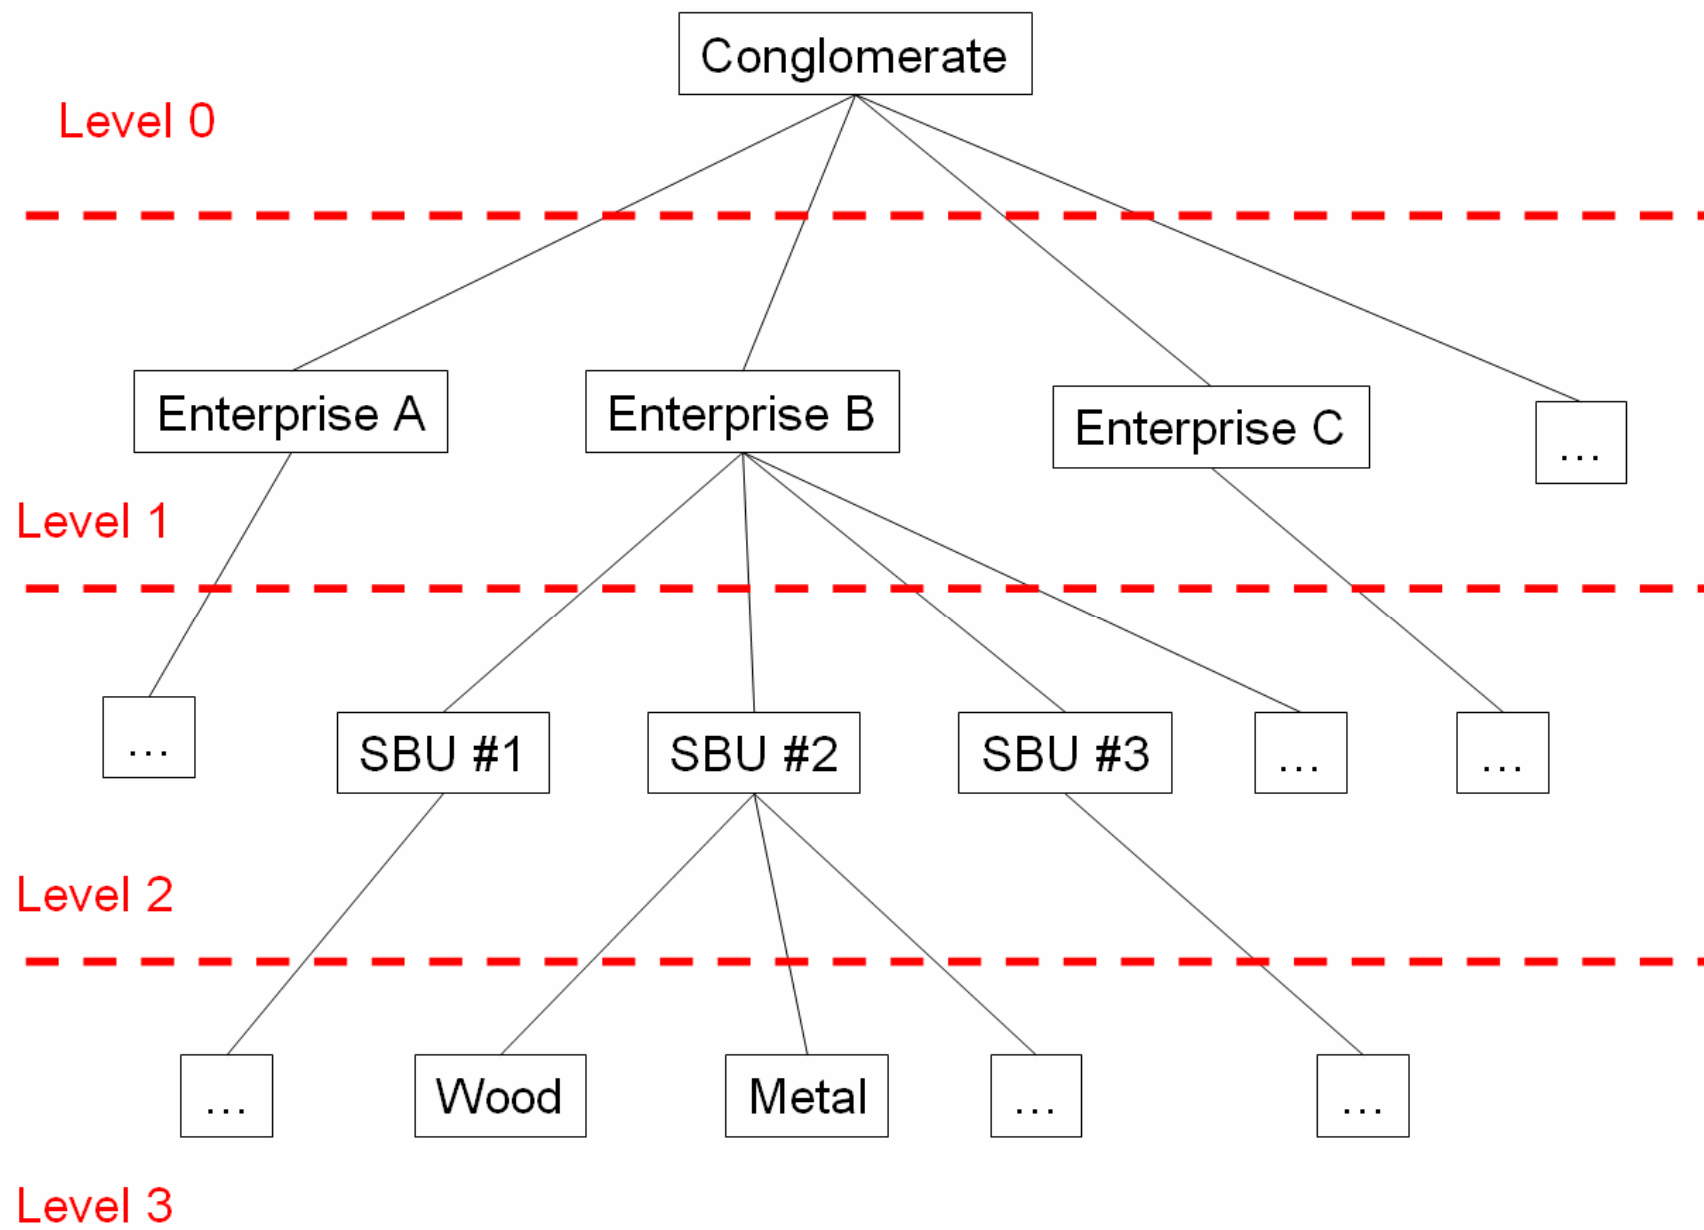 Conglomerate
Level 0
Enterprise A
Enterprise B
Enterprise C
...
Level 1
...
SBU #1
SBU #2
SBU #3
...
...
Level 2
...
Wood
Metal
...
...
Level 3